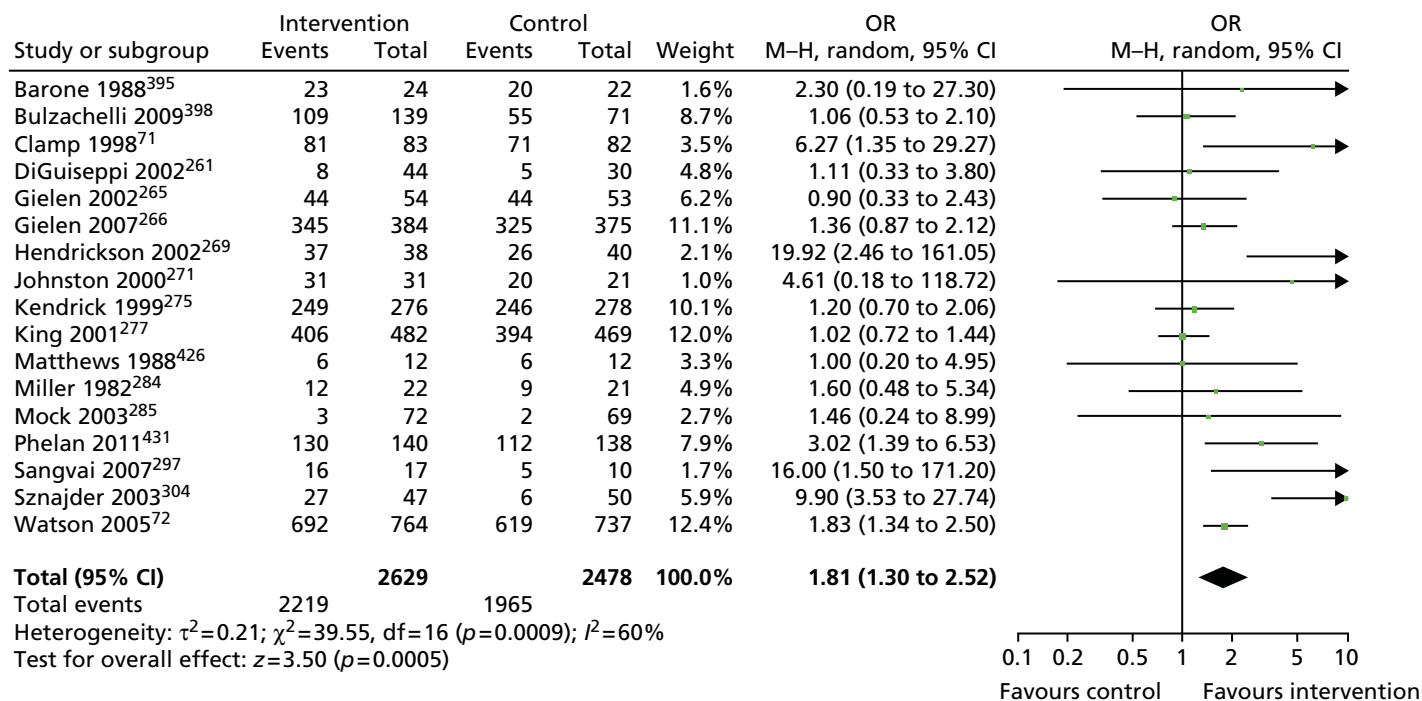 Intervention Control OR OR
Study or subgroup Events Total Events Total Weight M–H, random, 95% CI M–H, random, 95% CI
Barone 1988³⁹⁵ 23 24 20 22 1.6% 2.30 (0.19 to 27.30)
Bulzachelli 2009³⁹⁸ 109 139 55 71 8.7% 1.06 (0.53 to 2.10)
Clamp 1998⁷¹ 81 83 71 82 3.5% 6.27 (1.35 to 29.27)
DiGuiseppi 2002²⁶¹ 8 44 5 30 4.8% 1.11 (0.33 to 3.80)
Gielen 2002²⁶⁵ 44 54 44 53 6.2% 0.90 (0.33 to 2.43)
Gielen 2007²⁶⁶ 345 384 325 375 11.1% 1.36 (0.87 to 2.12)
Hendrickson 2002²⁶⁹ 37 38 26 40 2.1% 19.92 (2.46 to 161.05)
Johnston 2000²⁷¹ 31 31 20 21 1.0% 4.61 (0.18 to 118.72)
Kendrick 1999²⁷⁵ 249 276 246 278 10.1% 1.20 (0.70 to 2.06)
King 2001²⁷⁷ 406 482 394 469 12.0% 1.02 (0.72 to 1.44)
Matthews 1988⁴²⁶ 6 12 6 12 3.3% 1.00 (0.20 to 4.95)
Miller 1982²⁸⁴ 12 22 9 21 4.9% 1.60 (0.48 to 5.34)
Mock 2003²⁸⁵ 3 72 2 69 2.7% 1.46 (0.24 to 8.99)
Phelan 2011⁴³¹ 130 140 112 138 7.9% 3.02 (1.39 to 6.53)
Sangvai 2007²⁹⁷ 16 17 5 10 1.7% 16.00 (1.50 to 171.20)
Sznajder 2003³⁰⁴ 27 47 6 50 5.9% 9.90 (3.53 to 27.74)
Watson 2005⁷² 692 764 619 737 12.4% 1.83 (1.34 to 2.50)
Total (95% CI) 2629 2478 100.0% 1.81 (1.30 to 2.52)
Total events 2219 1965
Heterogeneity: τ²=0.21; χ²=39.55, df=16 (p=0.0009); I²=60%
Test for overall effect: z=3.50 (p=0.0005)
0.1 0.2 0.5 1 2 5 10
Favours control Favours intervention